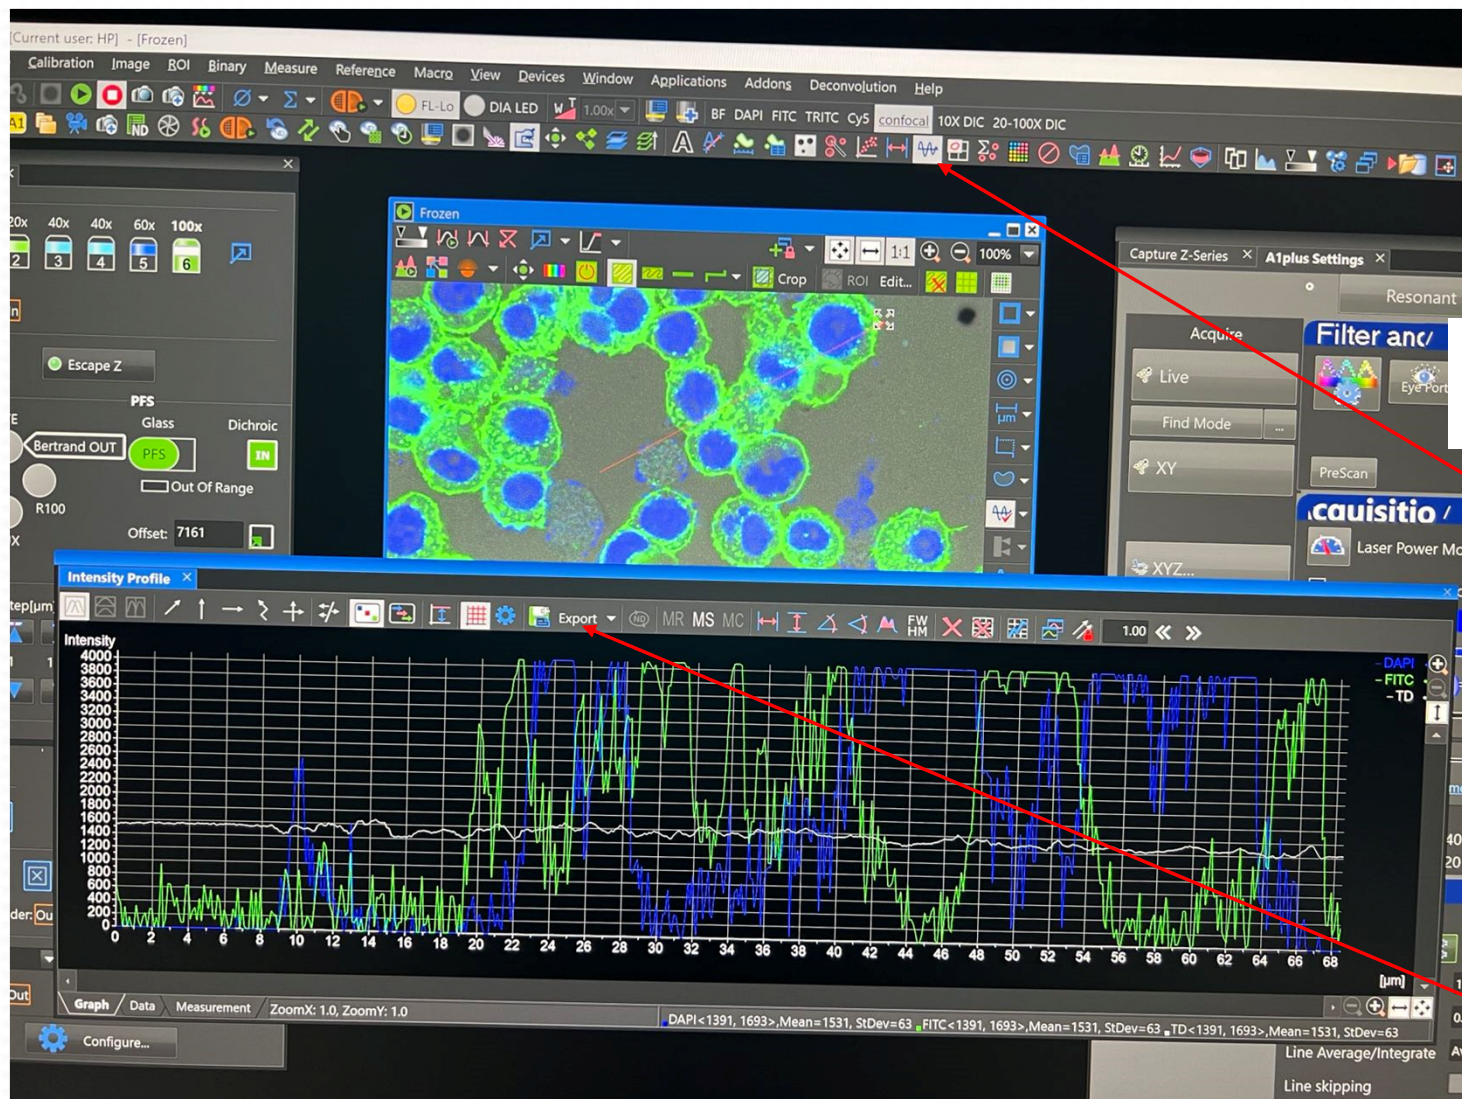 [Current user: HP] - [Frozen]
Calibration Image ROI Binary Measure Reference Macro View Devices Window Applications Addons Deconvolution Help
FL-Lo DIA LED 1.00x BF DAPI FITC TRITC Cy5 confocal 10X DIC 20-100X DIC
A1 ND
20x 40x 40x 60x 100x
2 3 4 5 6
Escape Z
PFS
Glass Dichroic
Bertrand OUT PFS IN
Out Of Range
R100
Offset: 7161
Frozen
1:1 100%
Crop ROI Edit...
µm
Capture Z-Series A1plus Settings
Resonant
Acquire
Live
Find Mode ...
XY
XYZ...
Filter and
Eye Port
PreScan
Laser Power
Intensity Profile
Export ND MR MS MC FW HM 1.00
Intensity
4000
3800
3600
3400
3200
3000
2800
2600
2400
2200
2000
1800
1600
1400
1200
1000
800
600
400
200
0
DAPI
FITC
TD
0 2 4 6 8 10 12 14 16 18 20 22 24 26 28 30 32 34 36 38 40 42 44 46 48 50 52 54 56 58 60 62 64 66 68
[µm]
Graph Data Measurement ZoomX: 1.0, ZoomY: 1.0
DAPI<1391, 1693>,Mean=1531, StDev=63 FITC<1391, 1693>,Mean=1531, StDev=63 TD<1391, 1693>,Mean=1531, StDev=63
Out
Configure...
Line Average/Integrate
Line skipping